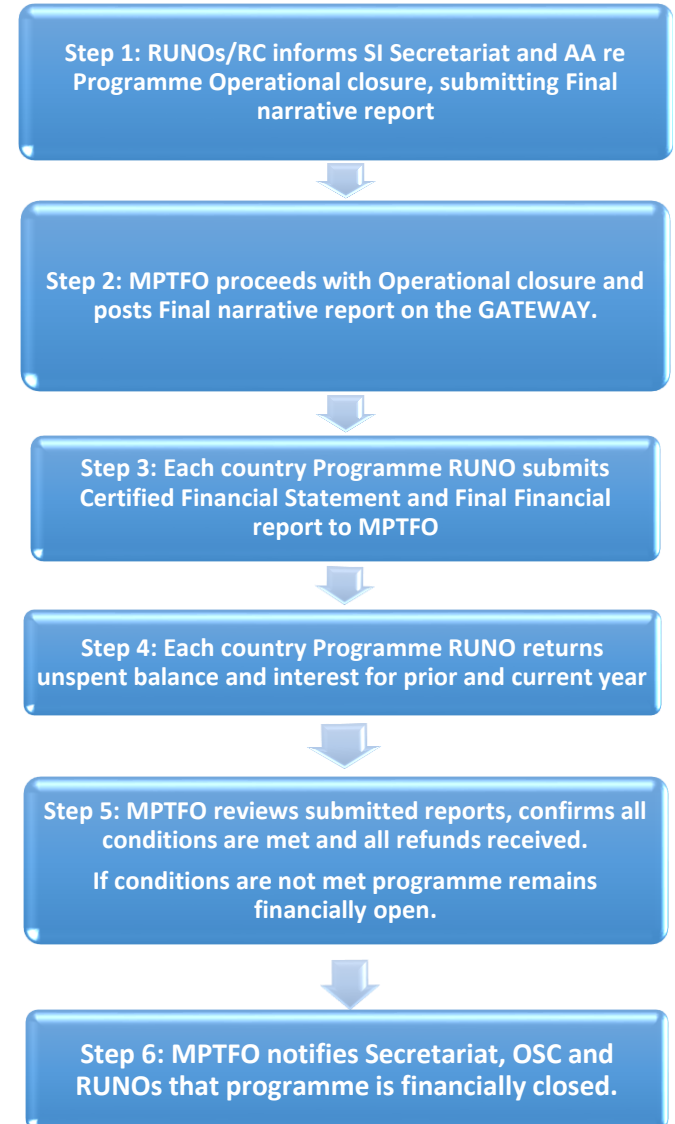 Step 1: RUNOs/RC informs SI Secretariat and AA re
Programme Operational closure, submitting Final
narrative report
Step 2: MPTFO proceeds with Operational closure and
posts Final narrative report on the GATEWAY.
Step 3: Each country Programme RUNO submits
Certified Financial Statement and Final Financial
report to MPTFO
Step 4: Each country Programme RUNO returns
unspent balance and interest for prior and current year
Step 5: MPTFO reviews submitted reports, confirms all
conditions are met and all refunds received.
If conditions are not met programme remains
financially open.
Step 6: MPTFO notifies Secretariat, OSC and
RUNOs that programme is financially closed.